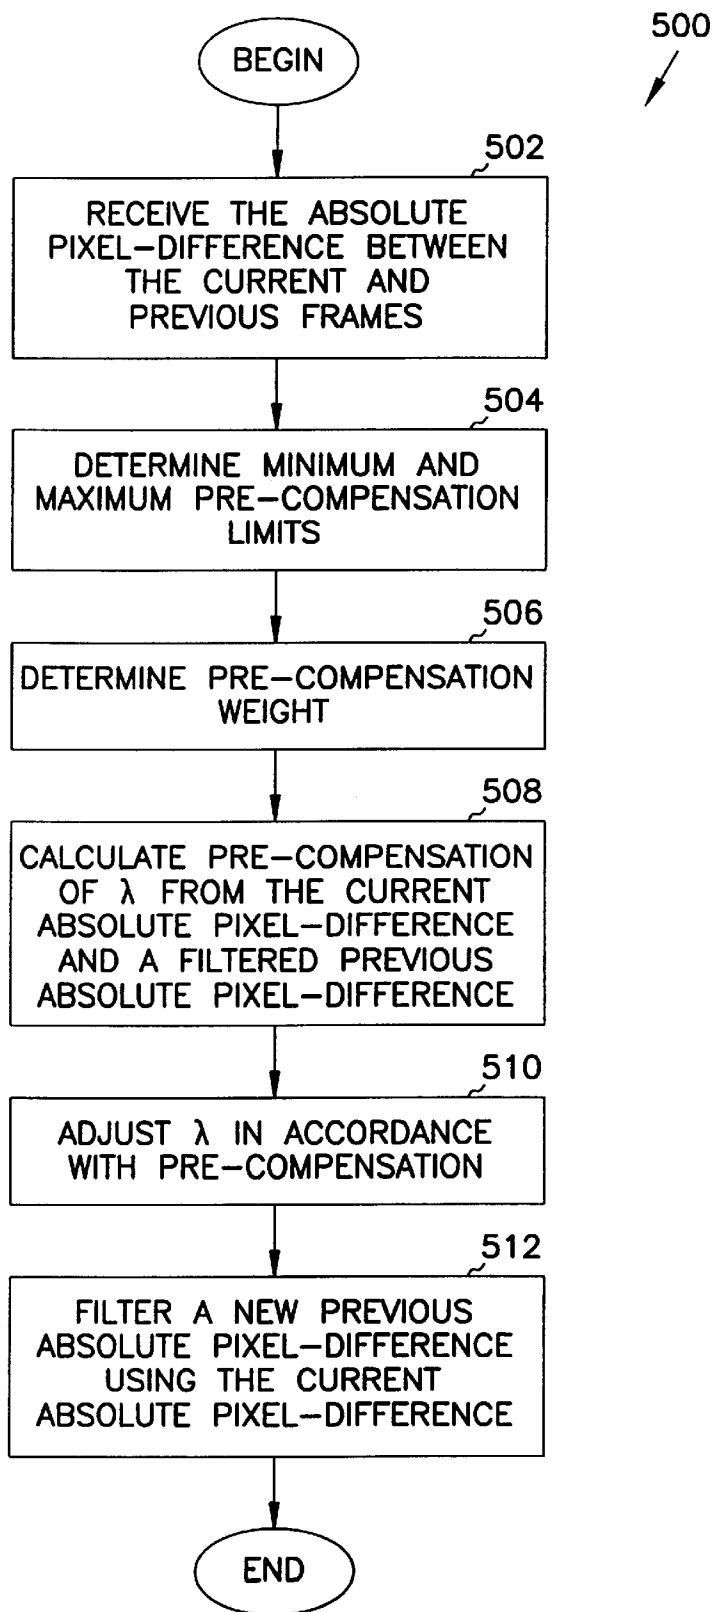 500
BEGIN
502
RECEIVE THE ABSOLUTE
PIXEL-DIFFERENCE BETWEEN
THE CURRENT AND
PREVIOUS FRAMES
504
DETERMINE MINIMUM AND
MAXIMUM PRE-COMPENSATION
LIMITS
506
DETERMINE PRE-COMPENSATION
WEIGHT
508
CALCULATE PRE-COMPENSATION
OF λ FROM THE CURRENT
ABSOLUTE PIXEL-DIFFERENCE
AND A FILTERED PREVIOUS
ABSOLUTE PIXEL-DIFFERENCE
510
ADJUST λ IN ACCORDANCE
WITH PRE-COMPENSATION
512
FILTER A NEW PREVIOUS
ABSOLUTE PIXEL-DIFFERENCE
USING THE CURRENT
ABSOLUTE PIXEL-DIFFERENCE
END